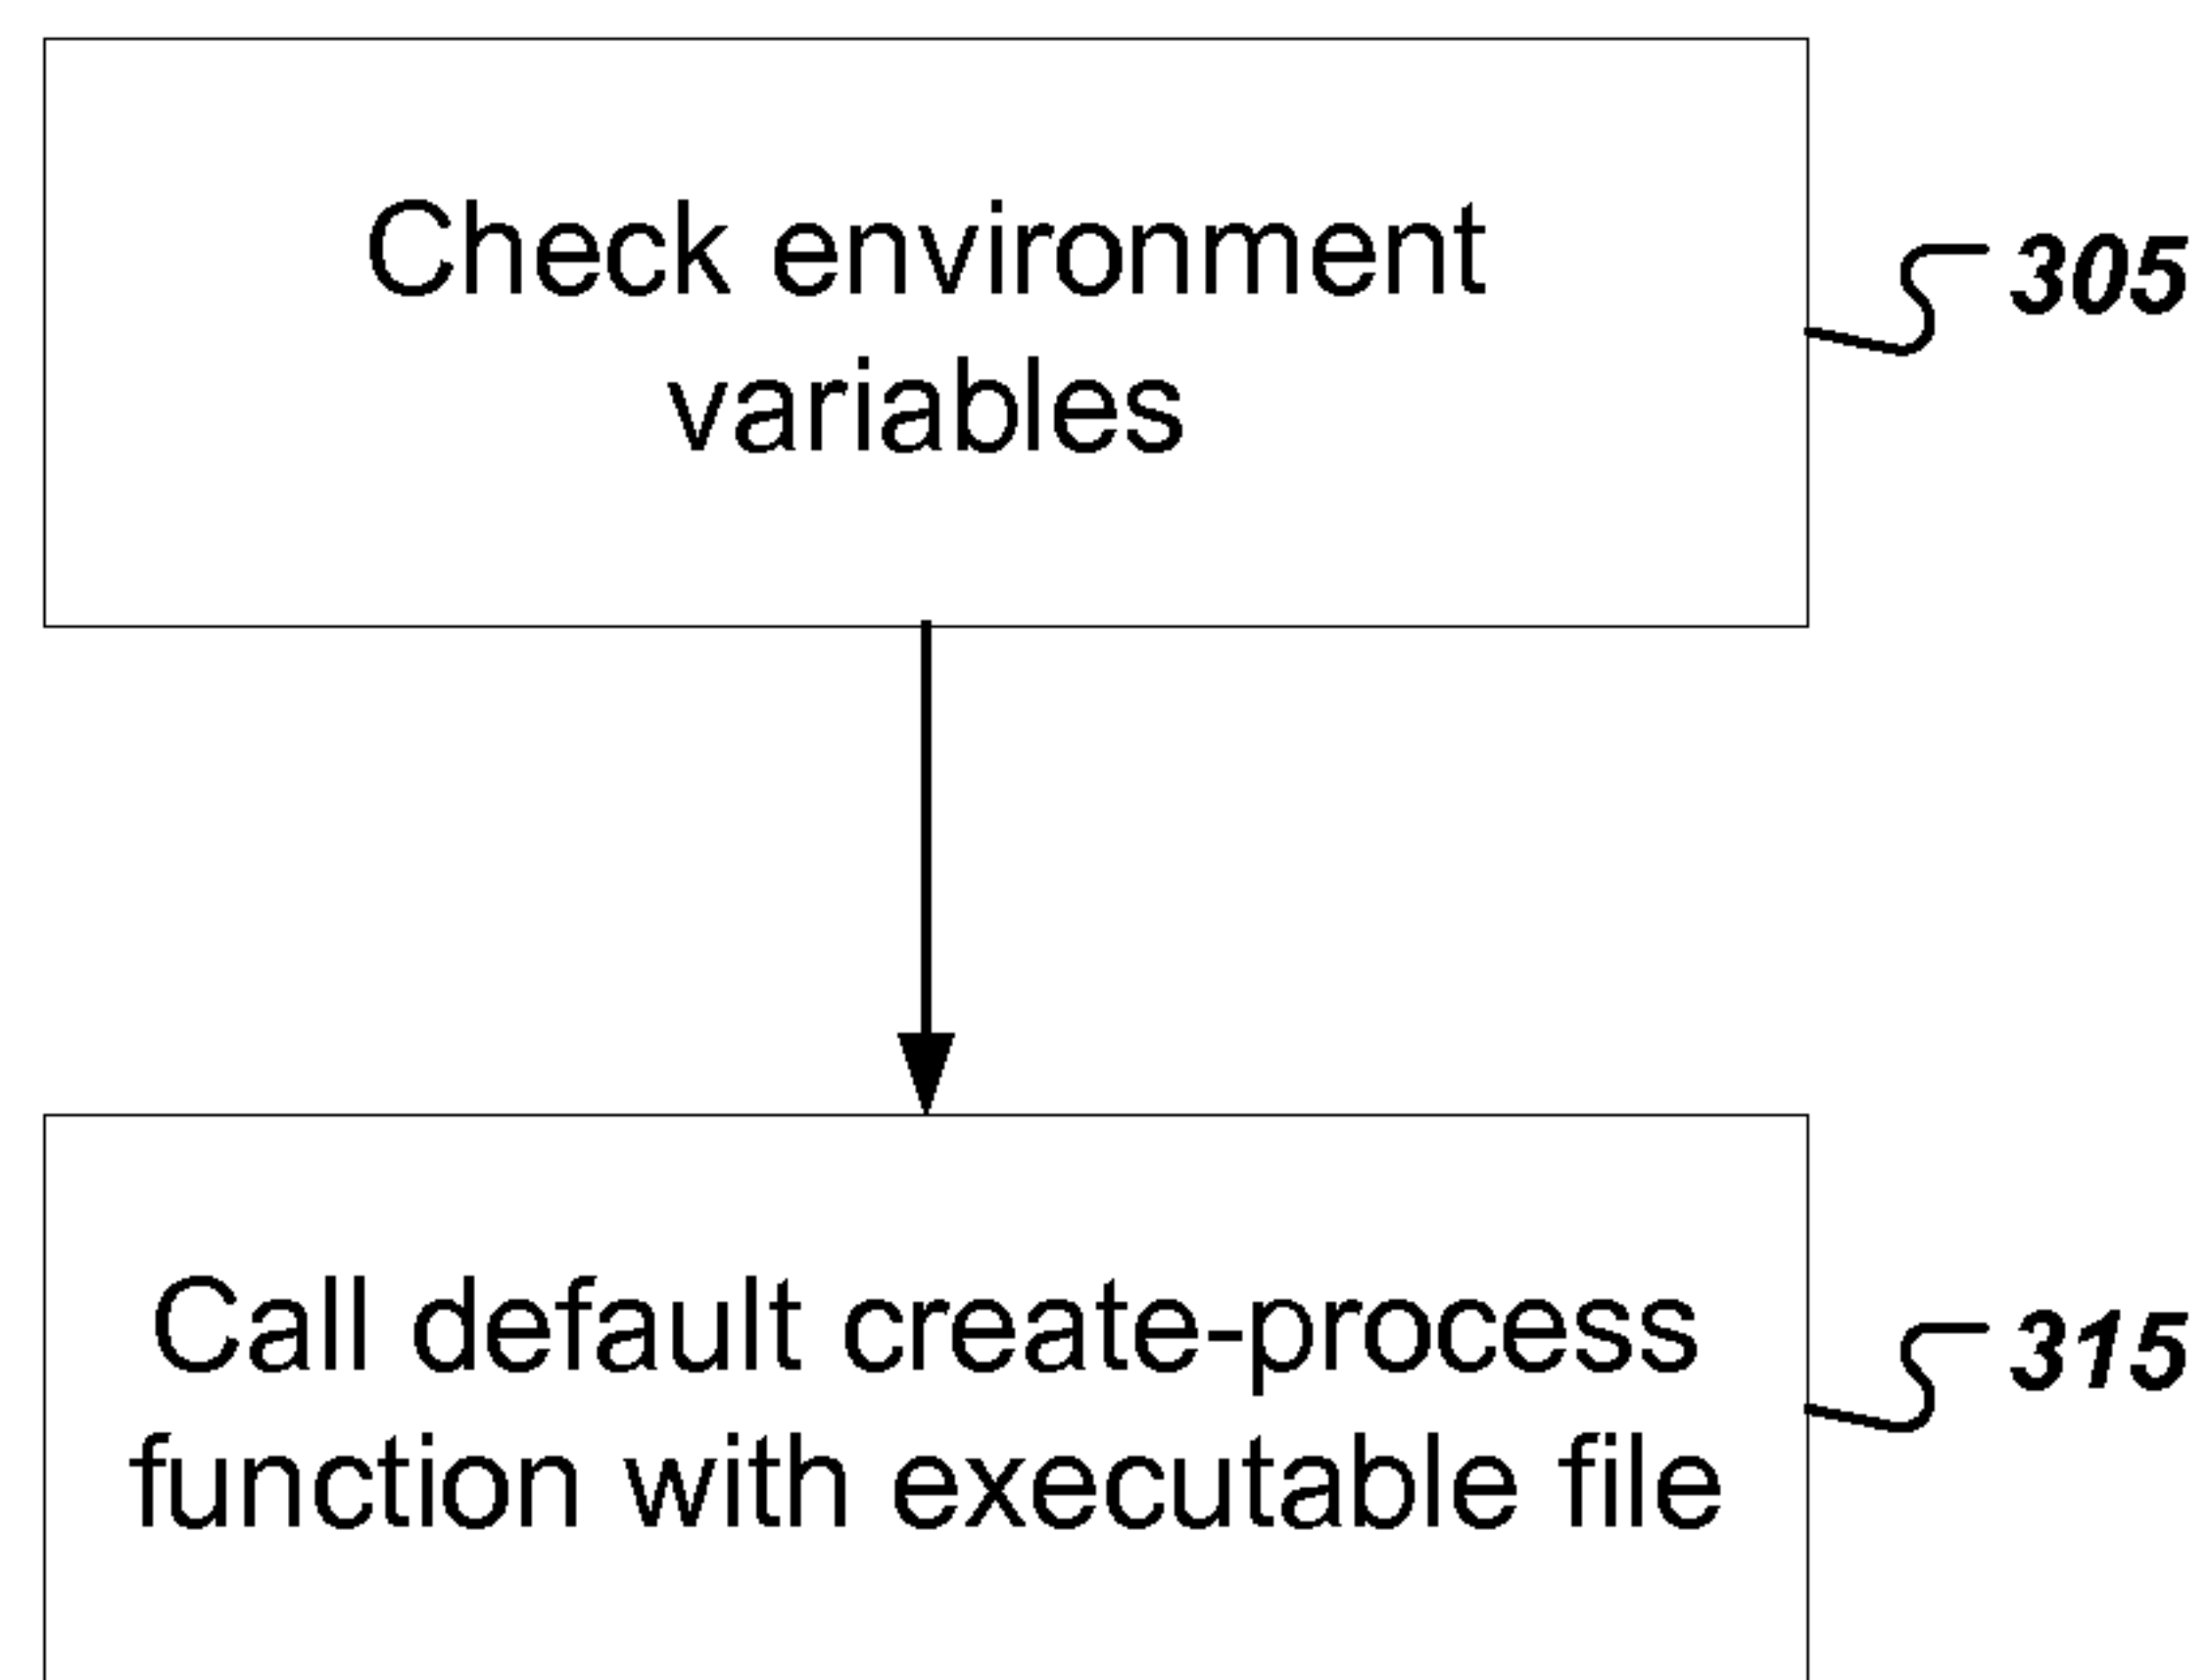 Check environment
variables
305
Call default create-process
function with executable file
315